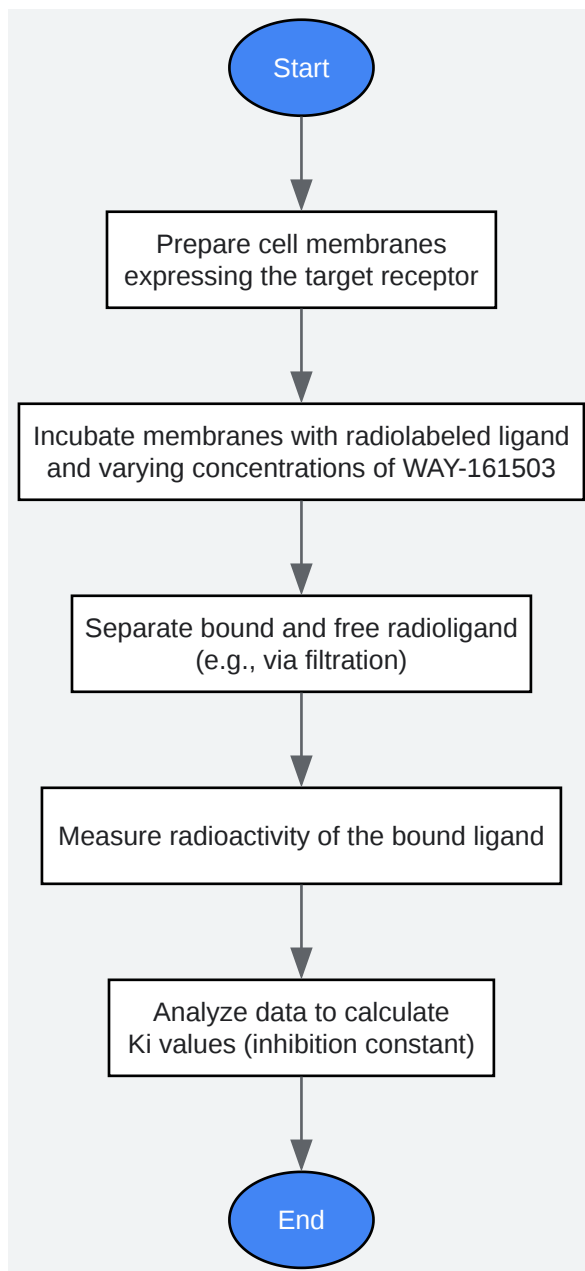 Start
Prepare cell membranes
expressing the target receptor
Incubate membranes with radiolabeled ligand
and varying concentrations of WAY-161503
Separate bound and free radioligand
(e.g., via filtration)
Measure radioactivity of the bound ligand
Analyze data to calculate
Ki values (inhibition constant)
End